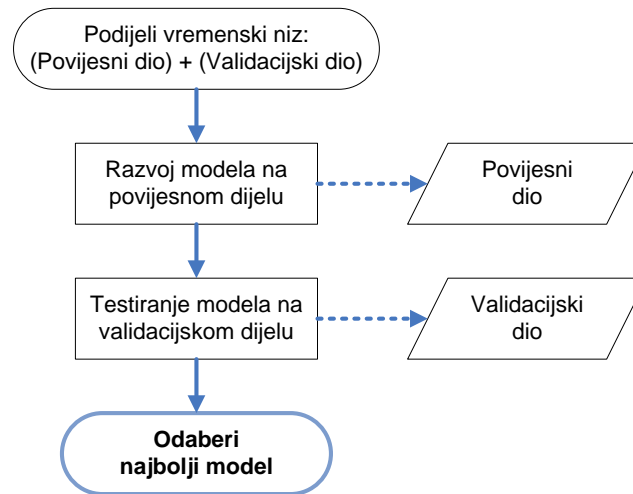 Podijeli vremenski niz:
(Povijesni dio) + (Validacijski dio)
Razvoj modela na
povijesnom dijelu
Povijesni
dio
Testiranje modela na
validacijskom dijelu
Validacijski
dio
Odaberi
najbolji model